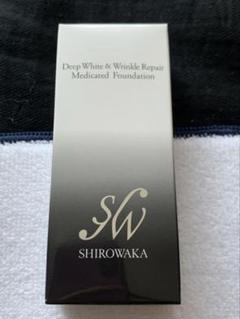 Deep White & Wrinkle Repair
Medicated Foundation
SW
SHIROWAKA